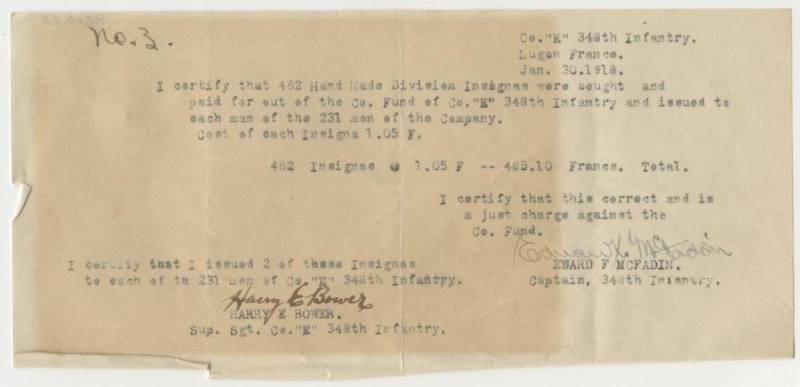 No. 3.
Co."E" 348th Infantry.
Lugon France.
Jan. 30.1918.
I certify that 462 Hand Made Division Insignas were bought and
paid for out of the Co. Fund of Co."E" 348th Infantry and issued to
each man of the 231 men of the Company.
Cost of each Insigna 1.05 F.
462 Insignas @ 1.05 F -- 485.10 Francs. Total.
I certify that this correct and is
a just charge against the
Co. Fund.
McFadin
EWARD F MCFADIN.
Captain, 348th Infantry.
I certify that I issued 2 of these Insignas
to each of th 231 men of Co."E" 348th Infantry.
Harry E Bower
HARRY E BOWER.
Sup. Sgt. Co."E" 348th Infantry.